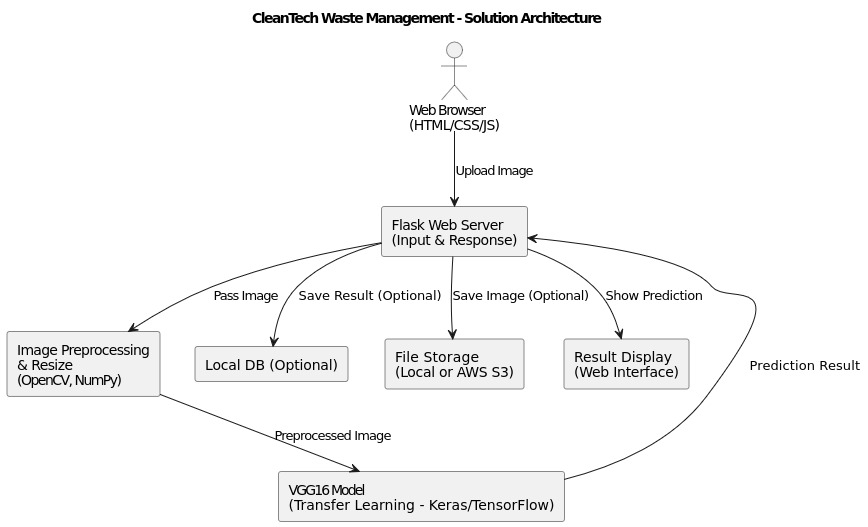 CleanTech Waste Management - Solution Architecture
Web Browser
(HTML/CSS/JS)
Upload Image
Flask Web Server
(Input & Response)
Pass Image
Save Result (Optional)
Save Image (Optional)
Show Prediction
Image Preprocessing
& Resize
(OpenCV, NumPy)
Local DB (Optional)
File Storage
(Local or AWS S3)
Result Display
(Web Interface)
Prediction Result
Preprocessed Image
VGG16 Model
(Transfer Learning - Keras/TensorFlow)